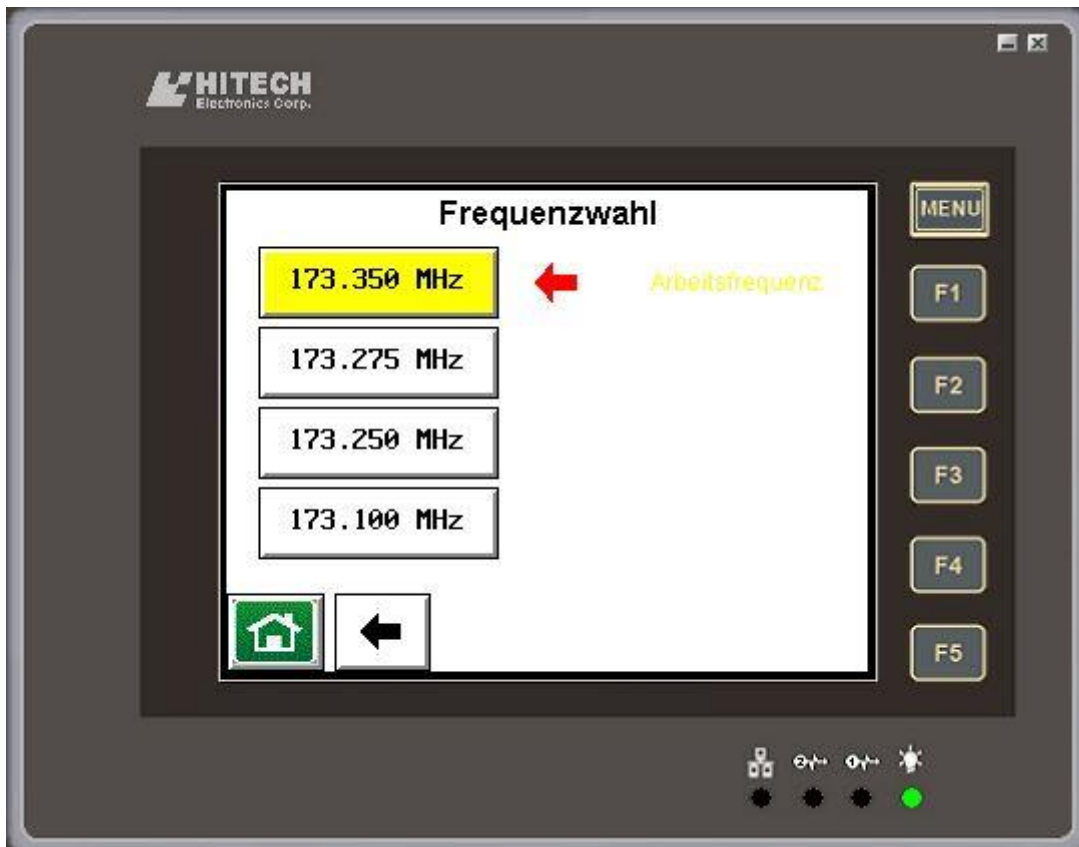 HITECH
Electronics Corp.
Frequenzwahl
MENU
173.350 MHz
Arbeitsfrequenz
F1
173.275 MHz
F2
173.250 MHz
F3
173.100 MHz
F4
F5